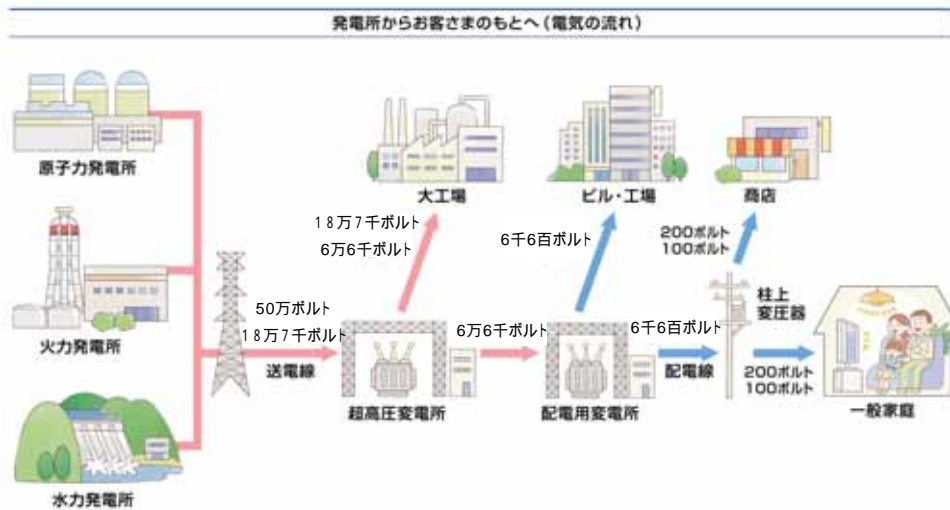 発電所からお客さまのもとへ(電気の流れ)
原子力発電所
大工場
ビル・工場
商店
18万7千ボルト
6万6千ボルト
6千6百ボルト
200ボルト
100ボルト
火力発電所
50万ボルト
18万7千ボルト
送電線
超高圧変電所
6万6千ボルト
配電用変電所
6千6百ボルト
配電線
柱上
変圧器
200ボルト
100ボルト
一般家庭
水力発電所